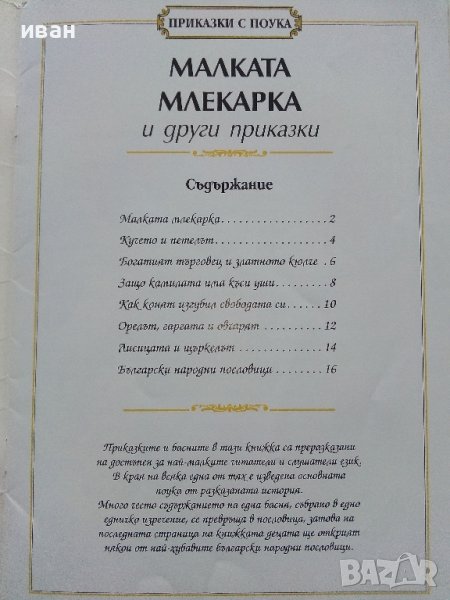 иван
ПРИКАЗКИ С ПОУКА
МАЛКАТА
МЛЕКАРКА
и други приказки
Съдържание
Малката млекарка. . . . . . . . . . . . . . . . . 2
Кучето и петелът. . . . . . . . . . . . . . . . . 4
Богатият търговец и златното кюлче . 6
Защо камилата има къси уши. . . . . . . . 8
Как конят изгубил свободата си. . . . . . 10
Орелът, гаргата и овчарят . . . . . . . . . . 12
Лисицата и щъркелът. . . . . . . . . . . . . . 14
Български народни пословици . . . . . . . . 16
Приказките и басните в тази книжка са преразказани
на достъпен за най-малките читатели и слушатели език.
В края на всяка една от тях е изведена основната
поука от разказаната история.
Много често съдържанието на една басня, събрано в едно
едничко изречение, се превръща в пословица, затова на
последната страница на книжката децата ще открият
някои от най-хубавите български народни пословици.
BAZAR
bg